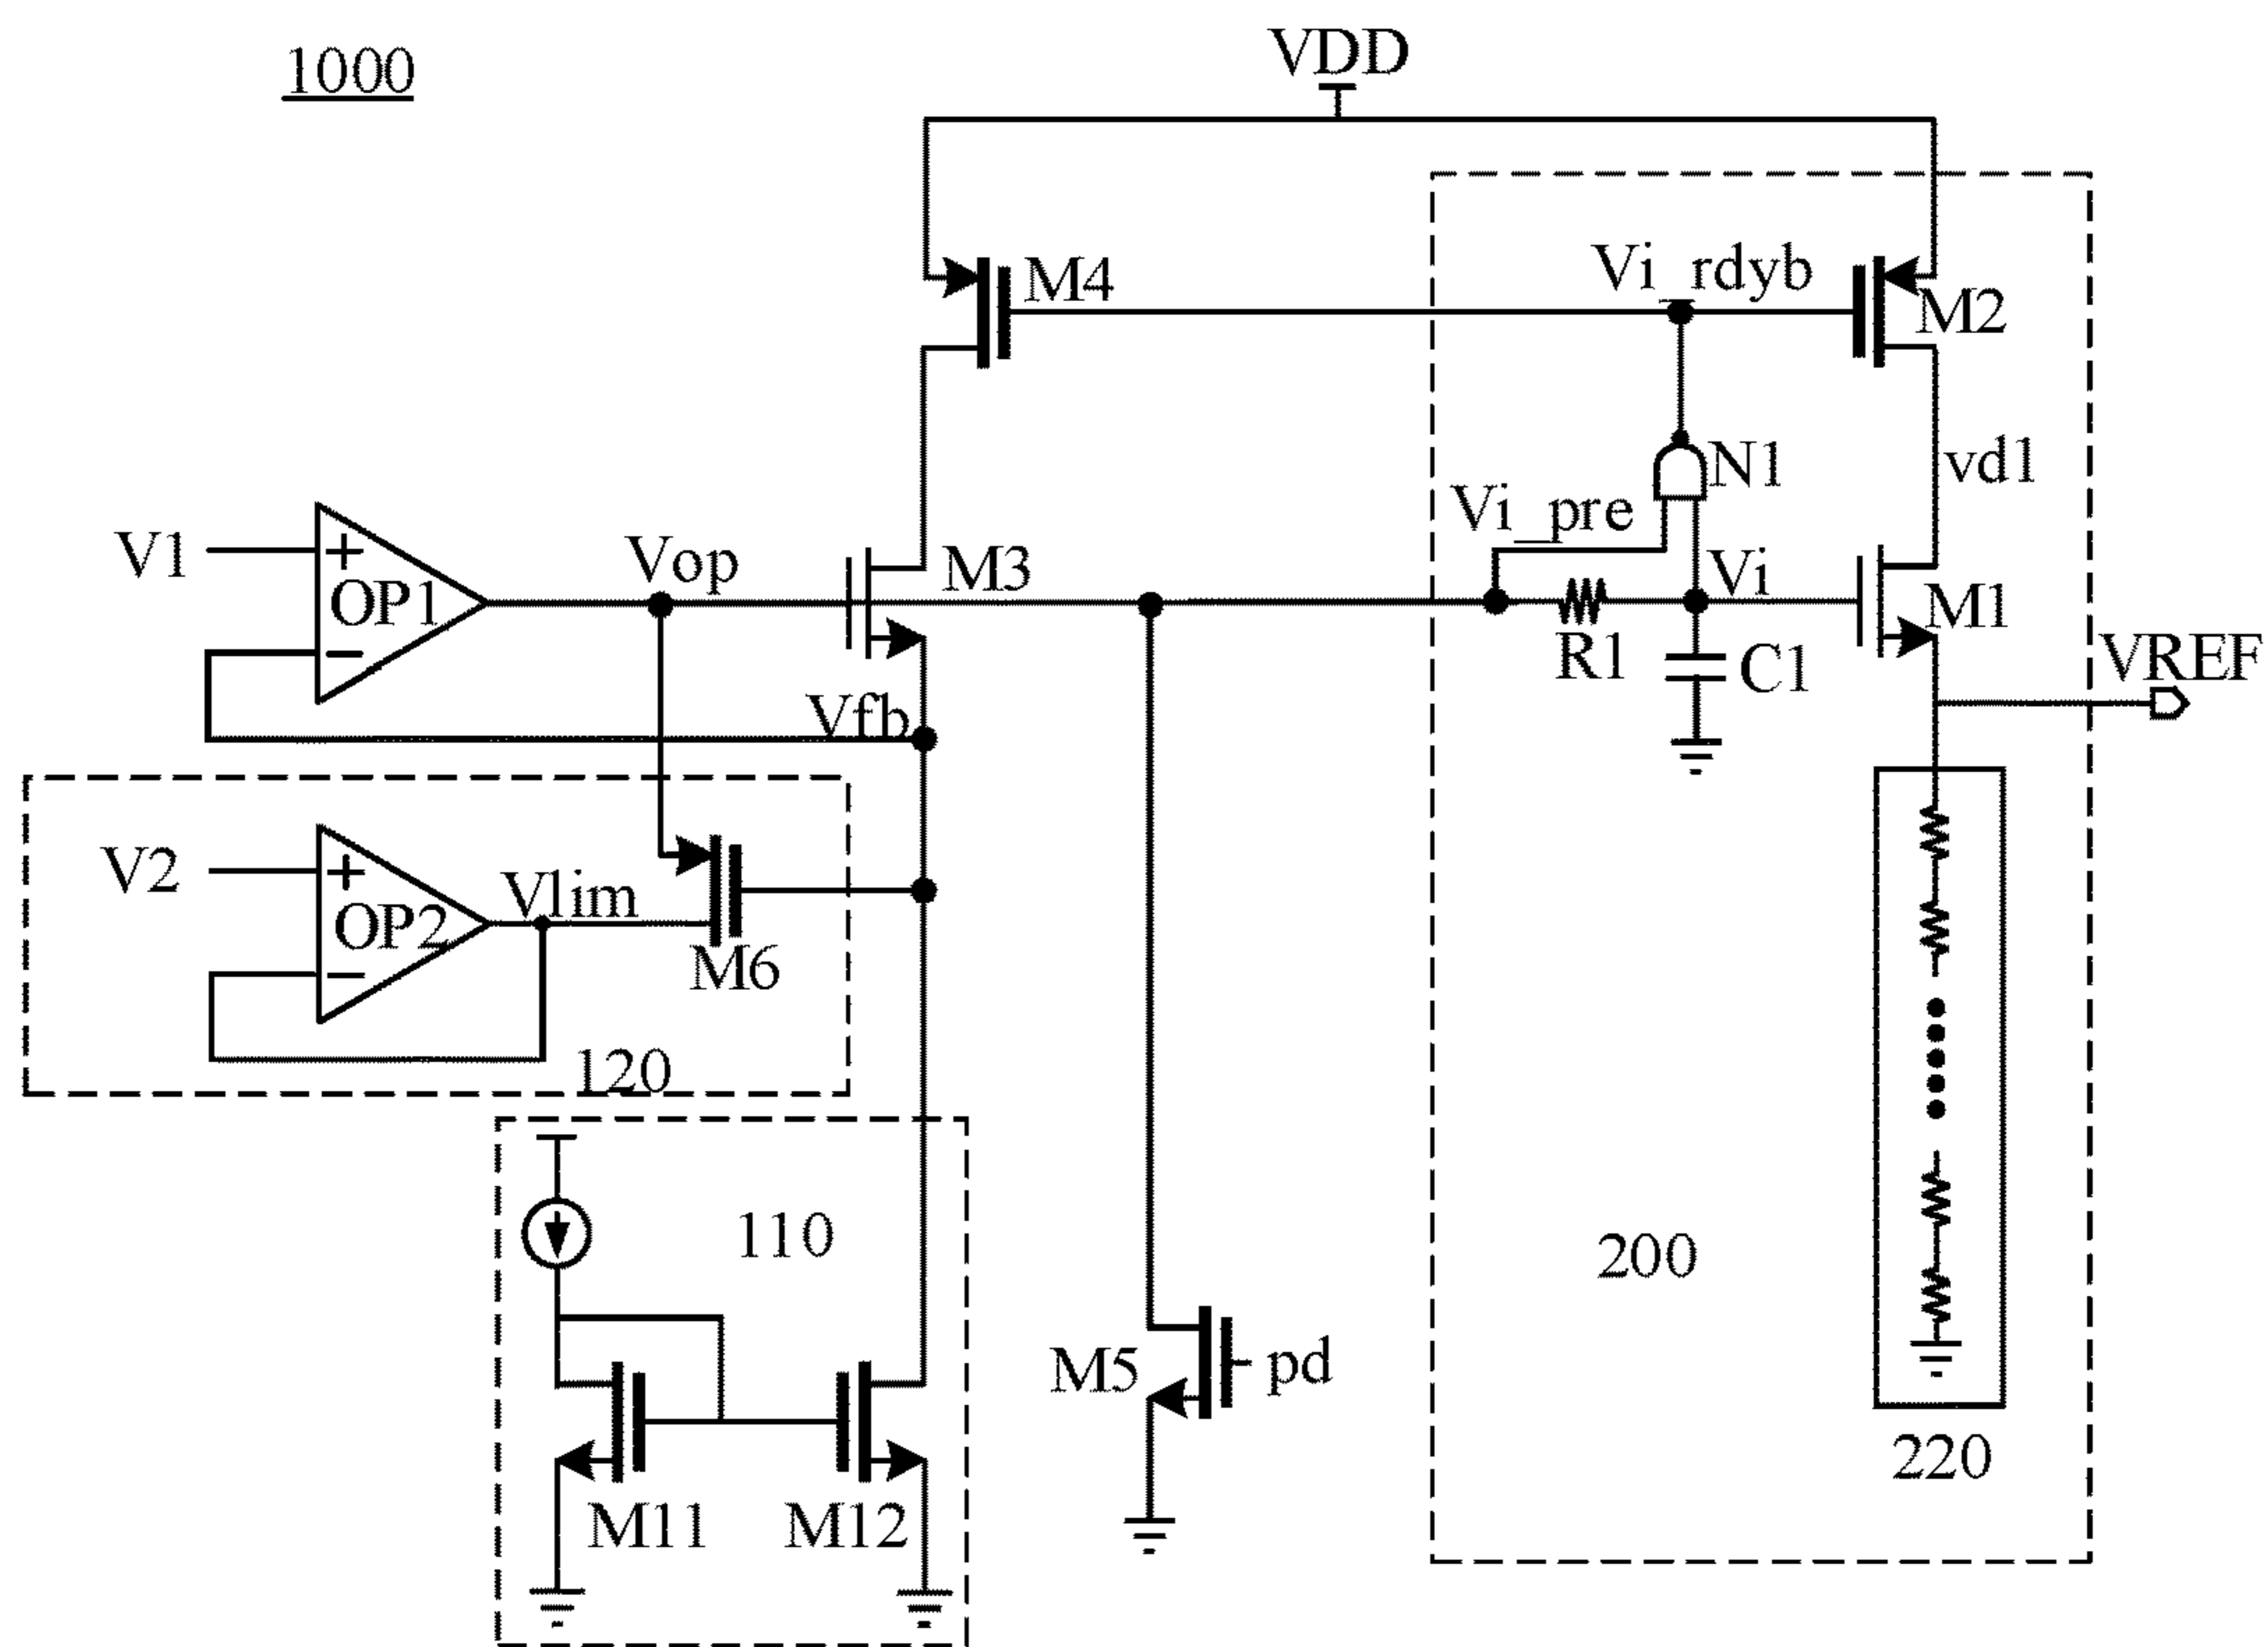 1000
VDD
M4
Vi_rdyb
M2
N1
vd1
Vi_pre
V1
+
OP1
−
Vop
M3
Vi
M1
R1
C1
VREF
Vfb
V2
+
OP2
−
Vlim
M6
120
110
200
M5
pd
220
M11
M12